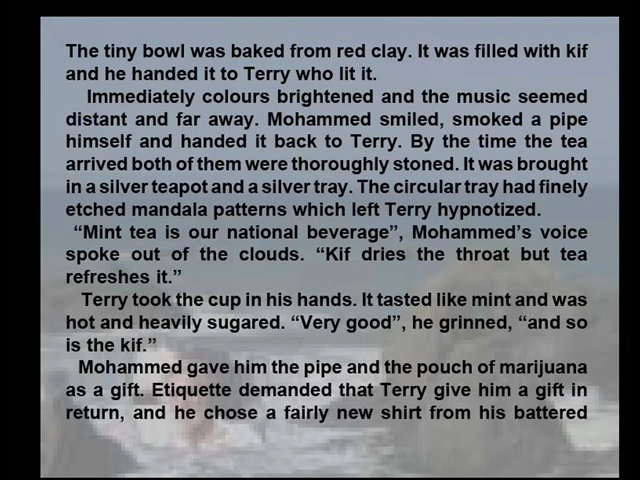 The tiny bowl was baked from red clay. It was filled with kif
and he handed it to Terry who lit it.
Immediately colours brightened and the music seemed
distant and far away. Mohammed smiled, smoked a pipe
himself and handed it back to Terry. By the time the tea
arrived both of them were thoroughly stoned. It was brought
in a silver teapot and a silver tray. The circular tray had finely
etched mandala patterns which left Terry hypnotized.
“Mint tea is our national beverage”, Mohammed’s voice
spoke out of the clouds. “Kif dries the throat but tea
refreshes it.”
Terry took the cup in his hands. It tasted like mint and was
hot and heavily sugared. “Very good”, he grinned, “and so
is the kif.”
Mohammed gave him the pipe and the pouch of marijuana
as a gift. Etiquette demanded that Terry give him a gift in
return, and he chose a fairly new shirt from his battered